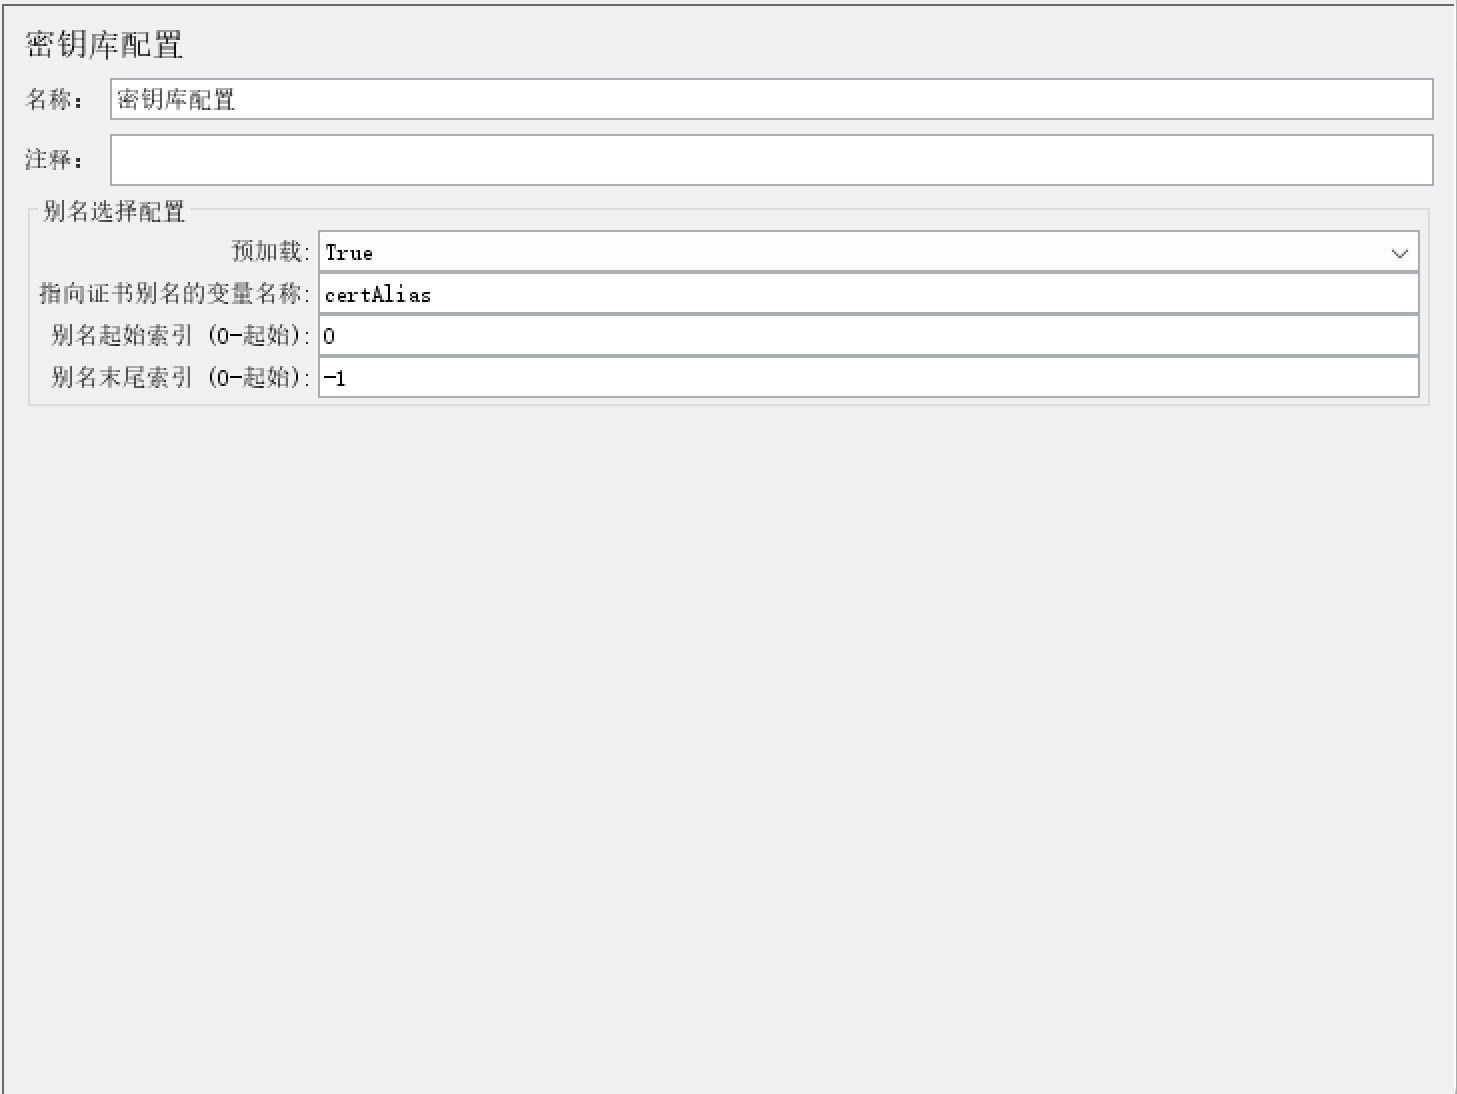 密钥库配置
名称： 密钥库配置
注释：
别名选择配置
预加载: True
指向证书别名的变量名称: certAlias
别名起始索引 (0-起始): 0
别名末尾索引 (0-起始): -1